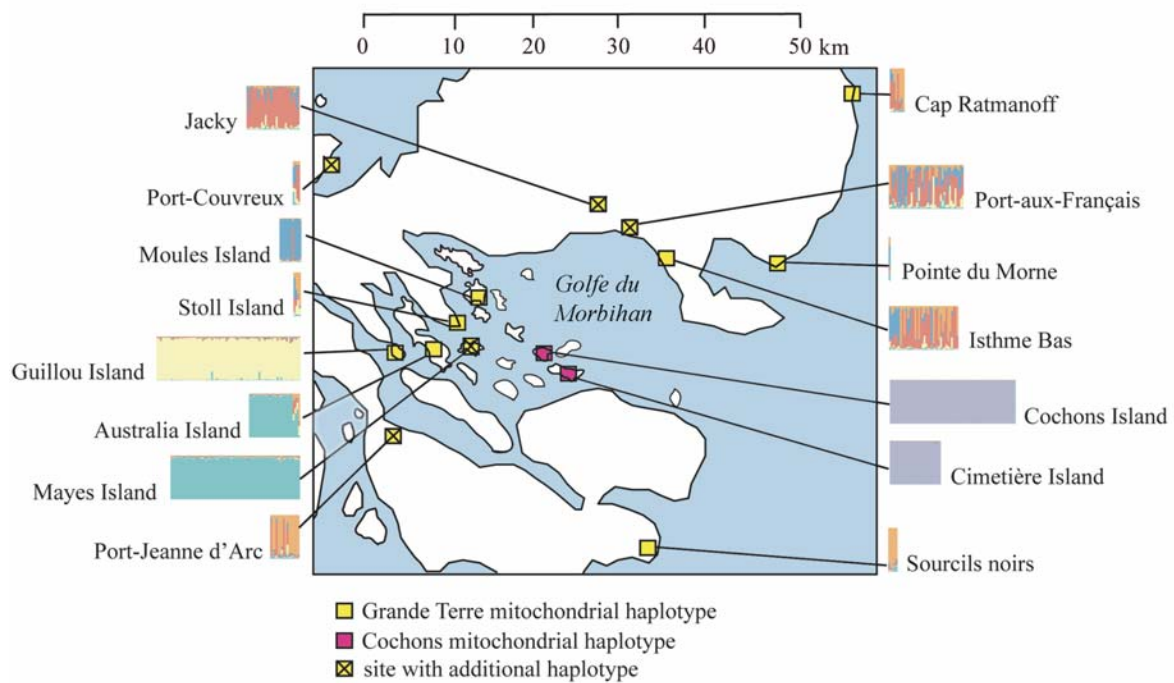 0 10 20 30 40 50 km
Jacky
Port-Couvreux
Moules Island
Stoll Island
Guillou Island
Australia Island
Mayes Island
Port-Jeanne d'Arc
Golfe du
Morbihan
Cap Ratmanoff
Port-aux-Français
Pointe du Morne
Isthme Bas
Cochons Island
Cimetière Island
Sourcils noirs
Grande Terre mitochondrial haplotype
Cochons mitochondrial haplotype
site with additional haplotype